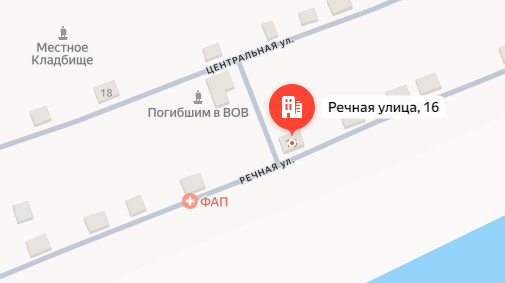 Местное
Кладбище
ЦЕНТРАЛЬНАЯ ул.
18
Погибшим в ВОВ
Речная улица, 16
РЕЧНАЯ ул.
ФАП